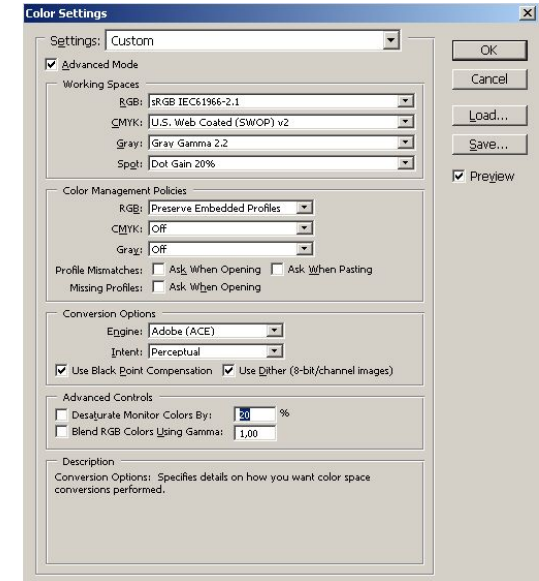 Color Settings
Settings: Custom
OK
Advanced Mode
Cancel
Working Spaces
RGB: sRGB IEC61966-2.1
Load...
CMYK: U.S. Web Coated (SWOP) v2
Gray: Gray Gamma 2.2
Save...
Spot: Dot Gain 20%
Preview
Color Management Policies
RGB: Preserve Embedded Profiles
CMYK: Off
Gray: Off
Profile Mismatches: Ask When Opening Ask When Pasting
Missing Profiles: Ask When Opening
Conversion Options
Engine: Adobe (ACE)
Intent: Perceptual
Use Black Point Compensation Use Dither (8-bit/channel images)
Advanced Controls
Desaturate Monitor Colors By: 20 %
Blend RGB Colors Using Gamma: 1,00
Description
Conversion Options: Specifies details on how you want color space
conversions performed.